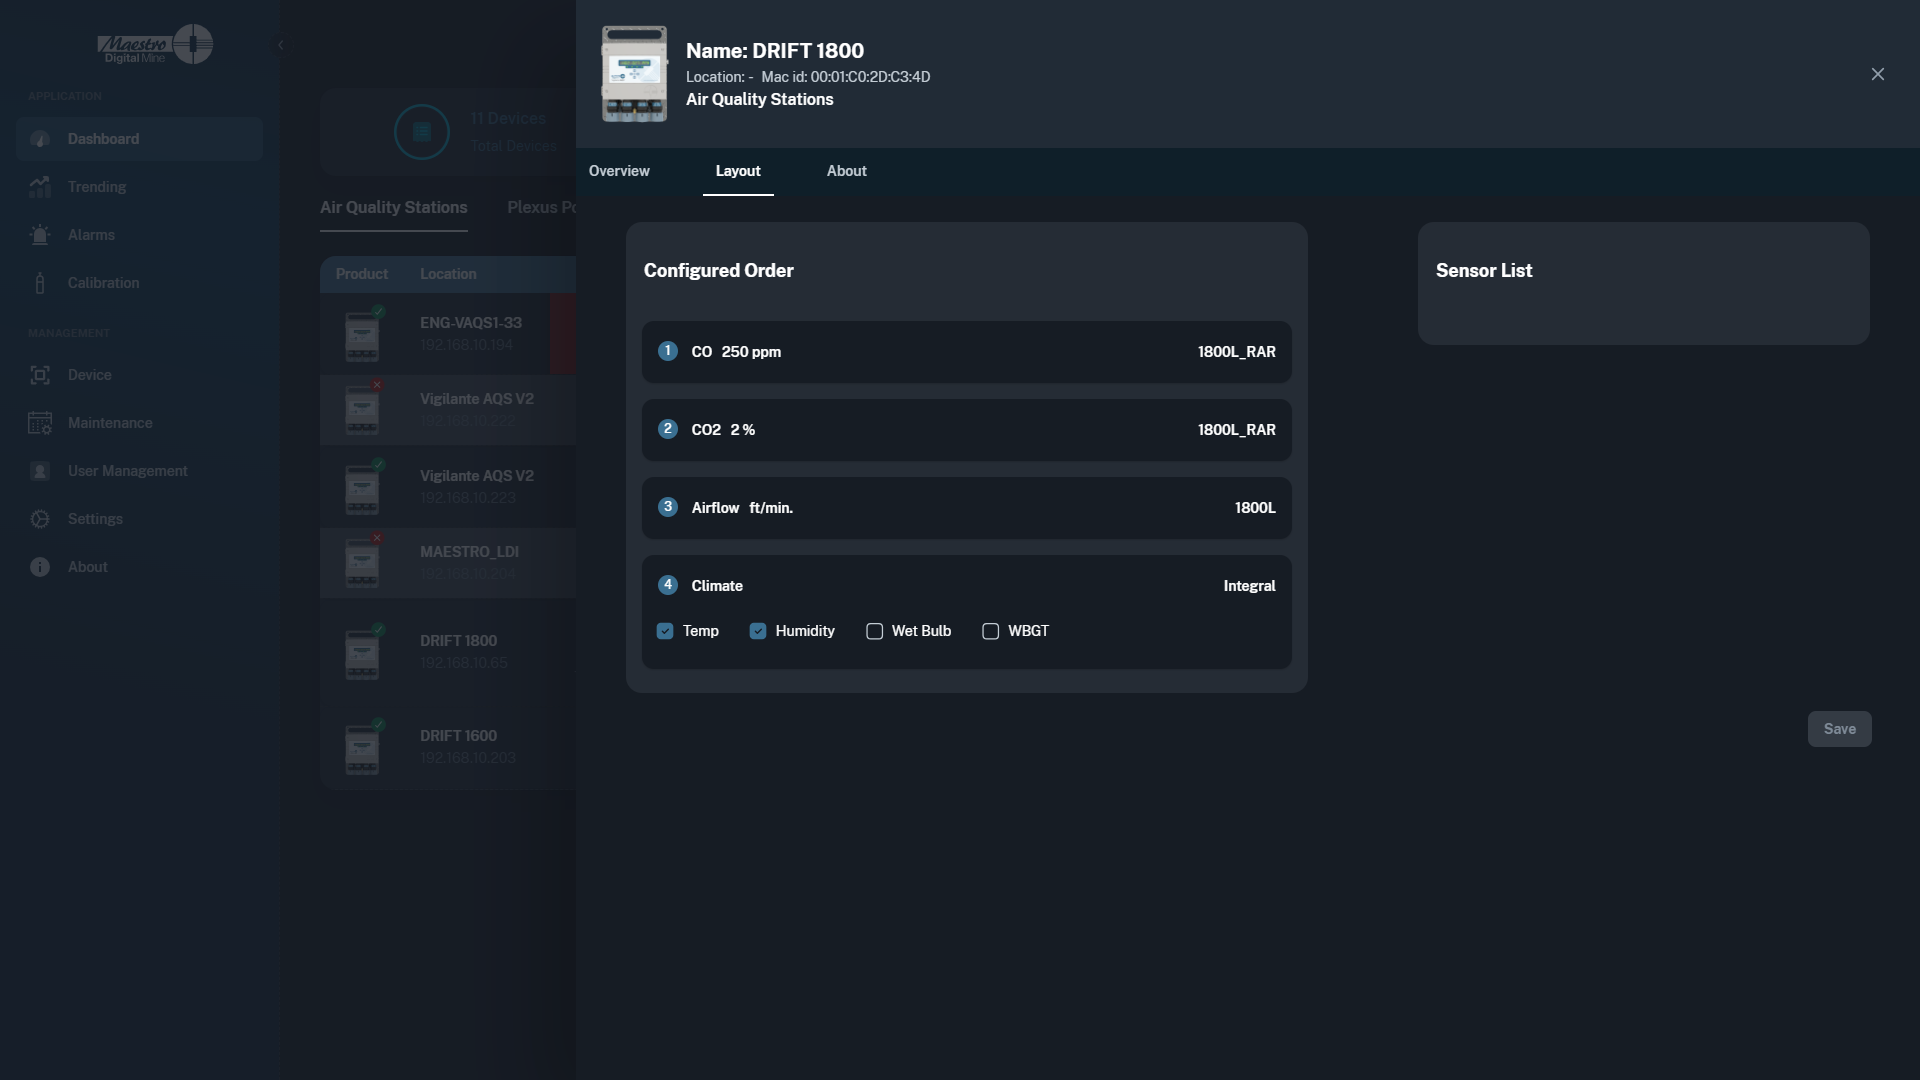 Maestro
Digital Mine
APPLICATION
Dashboard
Trending
Alarms
Calibration
MANAGEMENT
Device
Maintenance
User Management
Settings
About
11 Devices
Total Devices
Air Quality Stations
Plexus Po
Product
Location
ENG-VAQS1-33
192.168.10.194
Vigilante AQS V2
192.168.10.222
Vigilante AQS V2
192.168.10.223
MAESTRO_LDI
192.168.10.204
DRIFT 1800
192.168.10.65
DRIFT 1600
192.168.10.203
Name: DRIFT 1800
Location: - Mac id: 00:01:C0:2D:C3:4D
Air Quality Stations
Overview
Layout
About
Configured Order
1 CO 250 ppm 1800L_RAR
2 CO2 2 % 1800L_RAR
3 Airflow ft/min. 1800L
4 Climate Integral
Temp Humidity Wet Bulb WBGT
Sensor List
Save